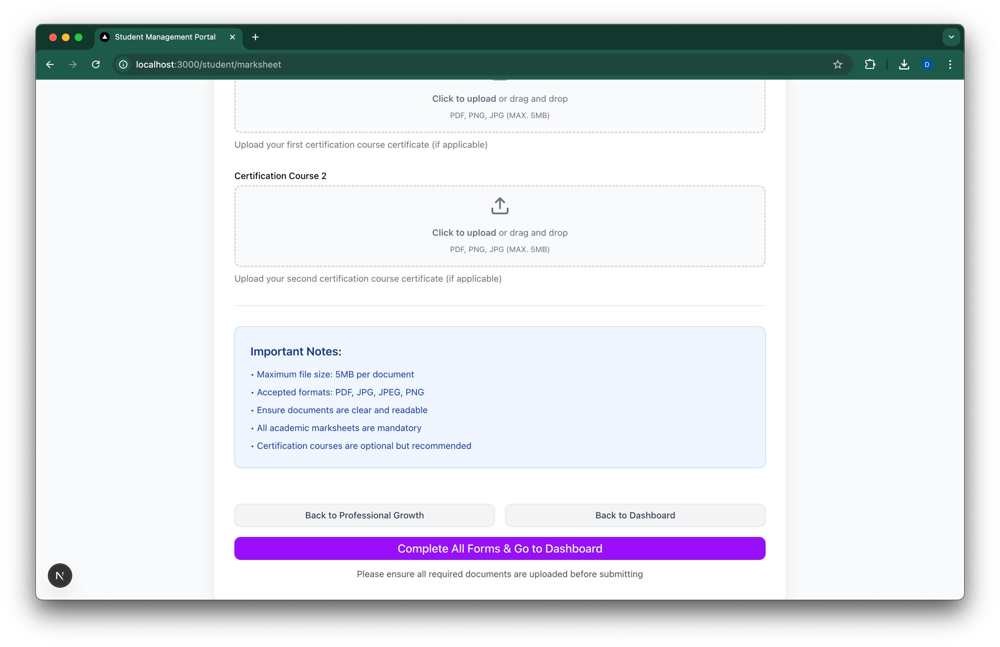 Student Management Portal
localhost:3000/student/marksheet
D
Click to upload or drag and drop
PDF, PNG, JPG (MAX. 5MB)
Upload your first certification course certificate (if applicable)
Certification Course 2
Click to upload or drag and drop
PDF, PNG, JPG (MAX. 5MB)
Upload your second certification course certificate (if applicable)
Important Notes:
• Maximum file size: 5MB per document
• Accepted formats: PDF, JPG, JPEG, PNG
• Ensure documents are clear and readable
• All academic marksheets are mandatory
• Certification courses are optional but recommended
Back to Professional Growth
Back to Dashboard
Complete All Forms & Go to Dashboard
N
Please ensure all required documents are uploaded before submitting